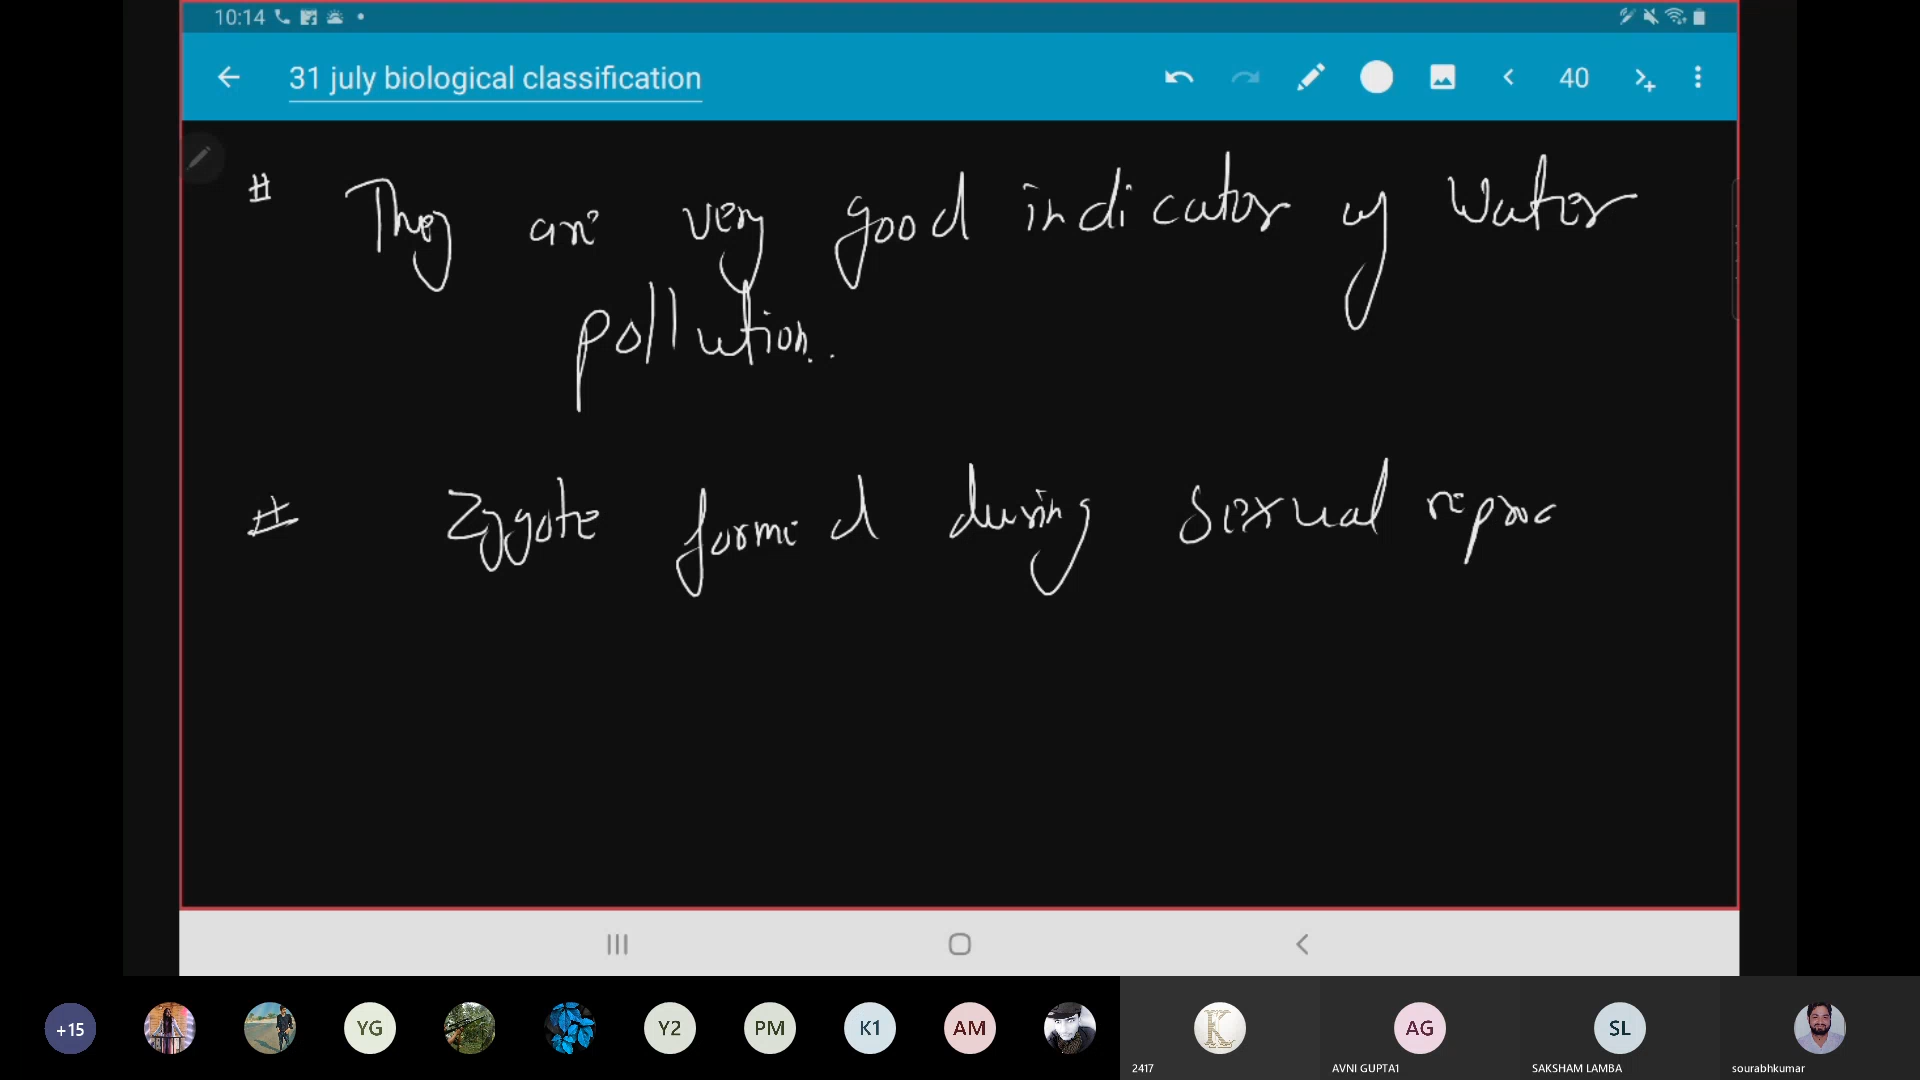 10:14
31 july biological classification
40
# They are very good indicator of Water
pollution.
# Zygote formed during sexual reproc
+15
YG
Y2
PM
K1
AM
K
AG
SL
2417
AVNI GUPTA1
SAKSHAM LAMBA
sourabhkumar